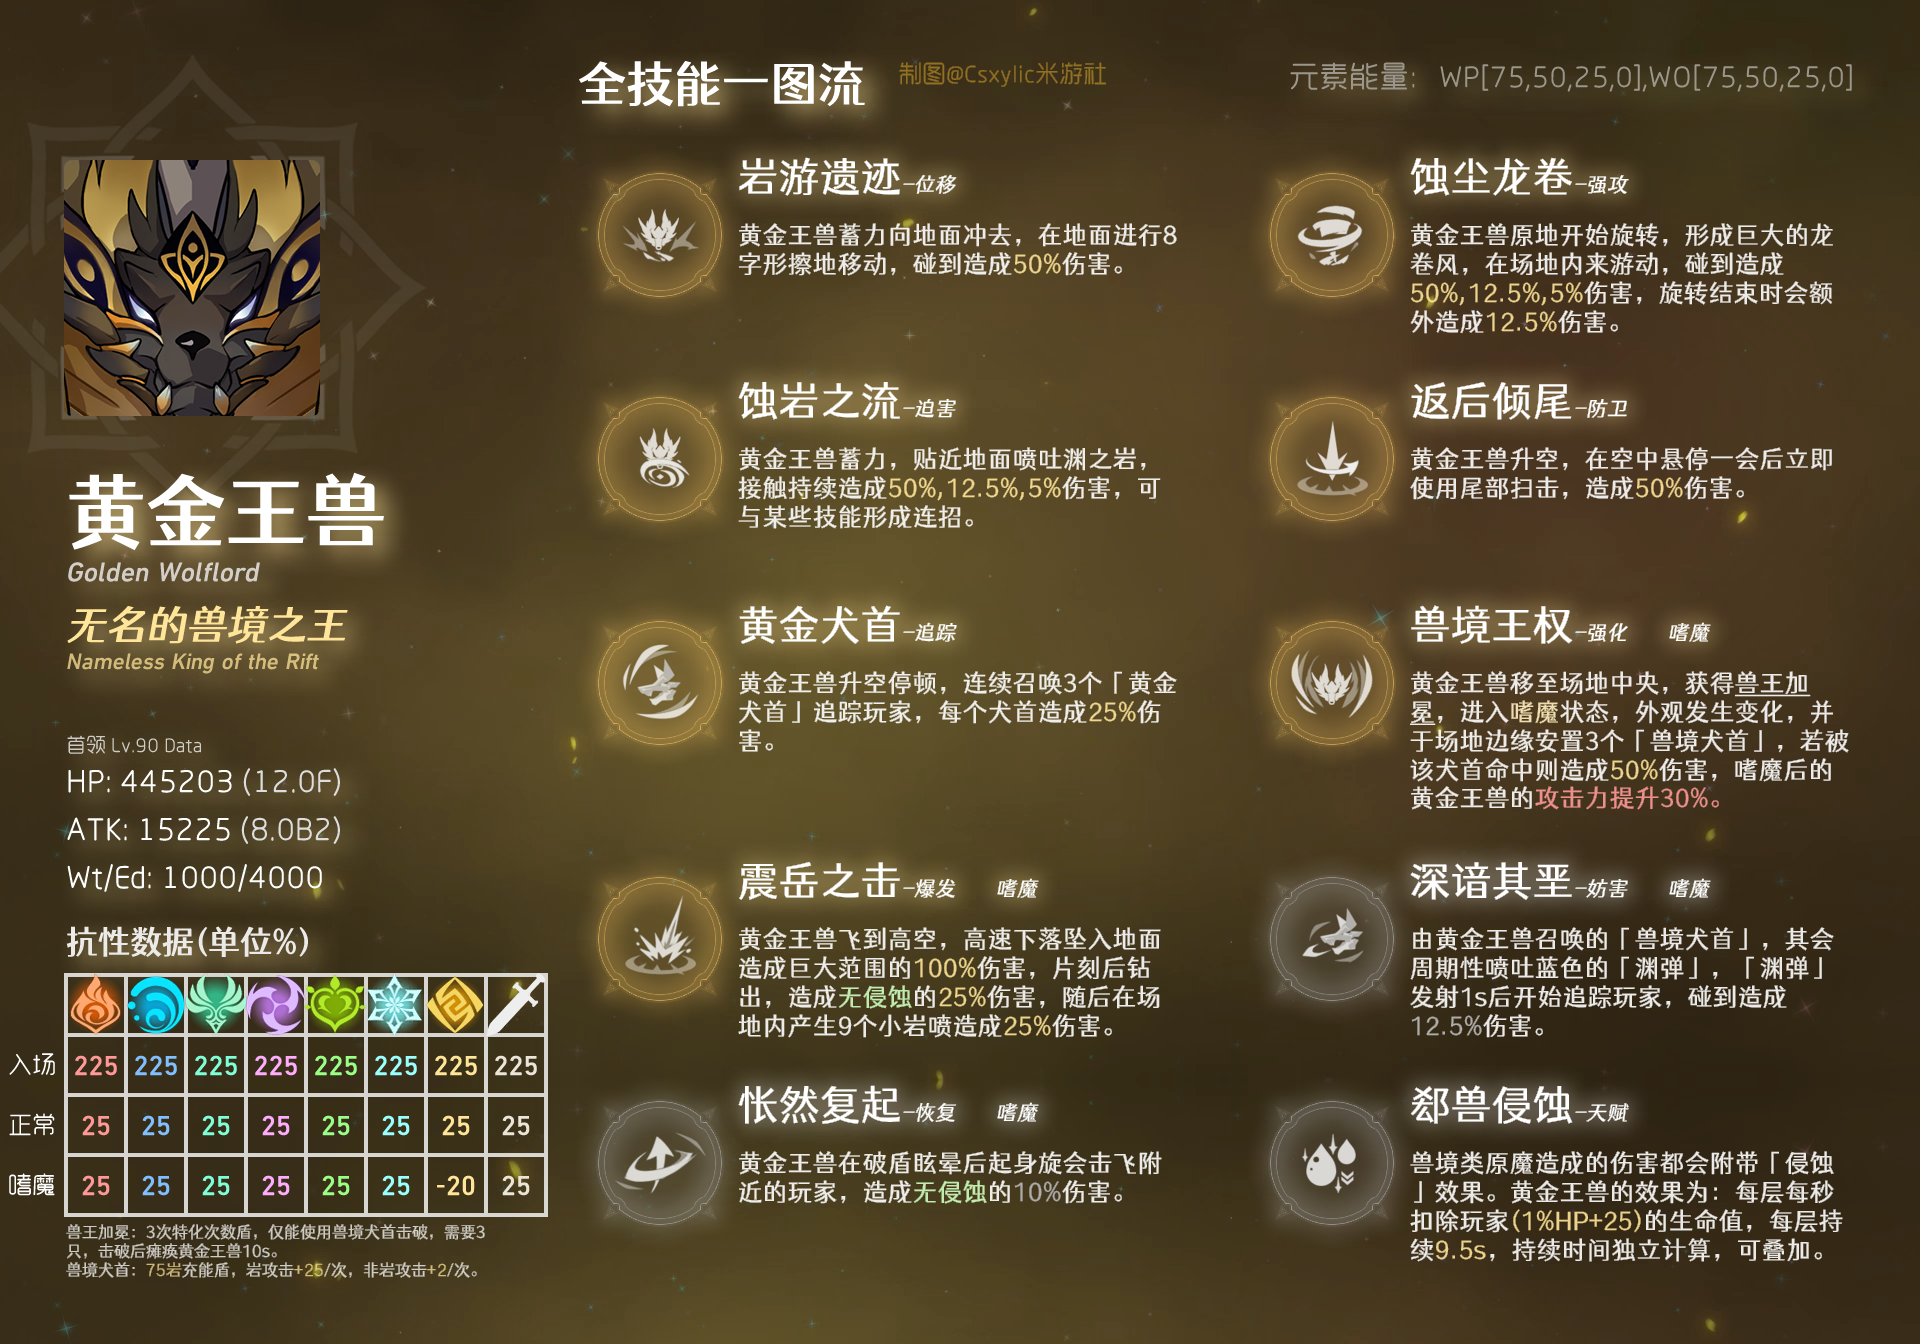 全技能一图流
制图@Csxylic米游社
元素能量: WP[75,50,25,0],WO[75,50,25,0]
黄金王兽
Golden Wolflord
无名的兽境之王
Nameless King of the Rift
首领 Lv.90 Data
HP: 445203 (12.0F)
ATK: 15225 (8.0B2)
Wt/Ed: 1000/4000
抗性数据(单位%)
入场 225 225 225 225 225 225 225 225
正常 25 25 25 25 25 25 25 25
嗜魔 25 25 25 25 25 25 -20 25
兽王加冕：3次特化次数盾，仅能使用兽境犬首击破，需要3
只，击破后瘫痪黄金王兽10s。
兽境犬首：75岩充能盾，岩攻击+25/次，非岩攻击+2/次。
岩游遗迹–位移
黄金王兽蓄力向地面冲去，在地面进行8
字形擦地移动，碰到造成50%伤害。
蚀尘龙卷–强攻
黄金王兽原地开始旋转，形成巨大的龙
卷风，在场地内来游动，碰到造成
50%,12.5%,5%伤害，旋转结束时会额
外造成12.5%伤害。
蚀岩之流–迫害
黄金王兽蓄力，贴近地面喷吐渊之岩，
接触持续造成50%,12.5%,5%伤害，可
与某些技能形成连招。
返后倾尾–防卫
黄金王兽升空，在空中悬停一会后立即
使用尾部扫击，造成50%伤害。
黄金犬首–追踪
黄金王兽升空停顿，连续召唤3个「黄金
犬首」追踪玩家，每个犬首造成25%伤
害。
兽境王权–强化 嗜魔
黄金王兽移至场地中央，获得兽王加
冕，进入嗜魔状态，外观发生变化，并
于场地边缘安置3个「兽境犬首」，若被
该犬首命中则造成50%伤害，嗜魔后的
黄金王兽的攻击力提升30%。
震岳之击–爆发 嗜魔
黄金王兽飞到高空，高速下落坠入地面
造成巨大范围的100%伤害，片刻后钻
出，造成无侵蚀的25%伤害，随后在场
地内产生9个小岩喷造成25%伤害。
深谙其垩–妨害 嗜魔
由黄金王兽召唤的「兽境犬首」，其会
周期性喷吐蓝色的「渊弹」，「渊弹」
发射1s后开始追踪玩家，碰到造成
12.5%伤害。
怅然复起–恢复 嗜魔
黄金王兽在破盾眩晕后起身旋会击飞附
近的玩家，造成无侵蚀的10%伤害。
郄兽侵蚀–天赋
兽境类原魔造成的伤害都会附带「侵蚀
」效果。黄金王兽的效果为：每层每秒
扣除玩家(1%HP+25)的生命值，每层持
续9.5s，持续时间独立计算，可叠加。